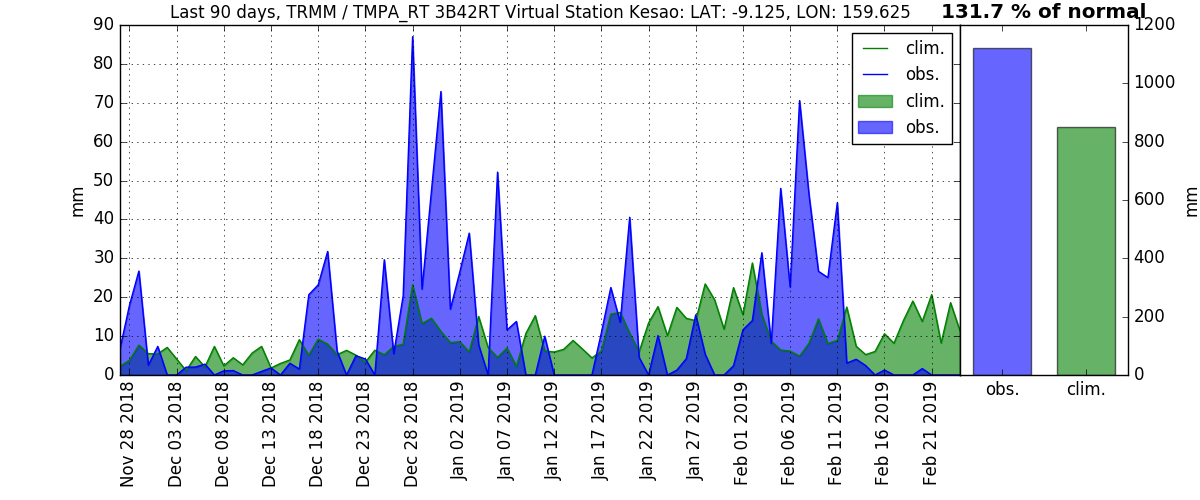 Last 90 days, TRMM / TMPA_RT 3B42RT Virtual Station Kesao: LAT: -9.125, LON: 159.625
131.7 % of normal
90
80
70
60
50
40
30
20
10
0
mm
clim.
obs.
clim.
obs.
1200
1000
800
600
400
200
0
mm
Nov 28 2018
Dec 03 2018
Dec 08 2018
Dec 13 2018
Dec 18 2018
Dec 23 2018
Dec 28 2018
Jan 02 2019
Jan 07 2019
Jan 12 2019
Jan 17 2019
Jan 22 2019
Jan 27 2019
Feb 01 2019
Feb 06 2019
Feb 11 2019
Feb 16 2019
Feb 21 2019
obs.
clim.